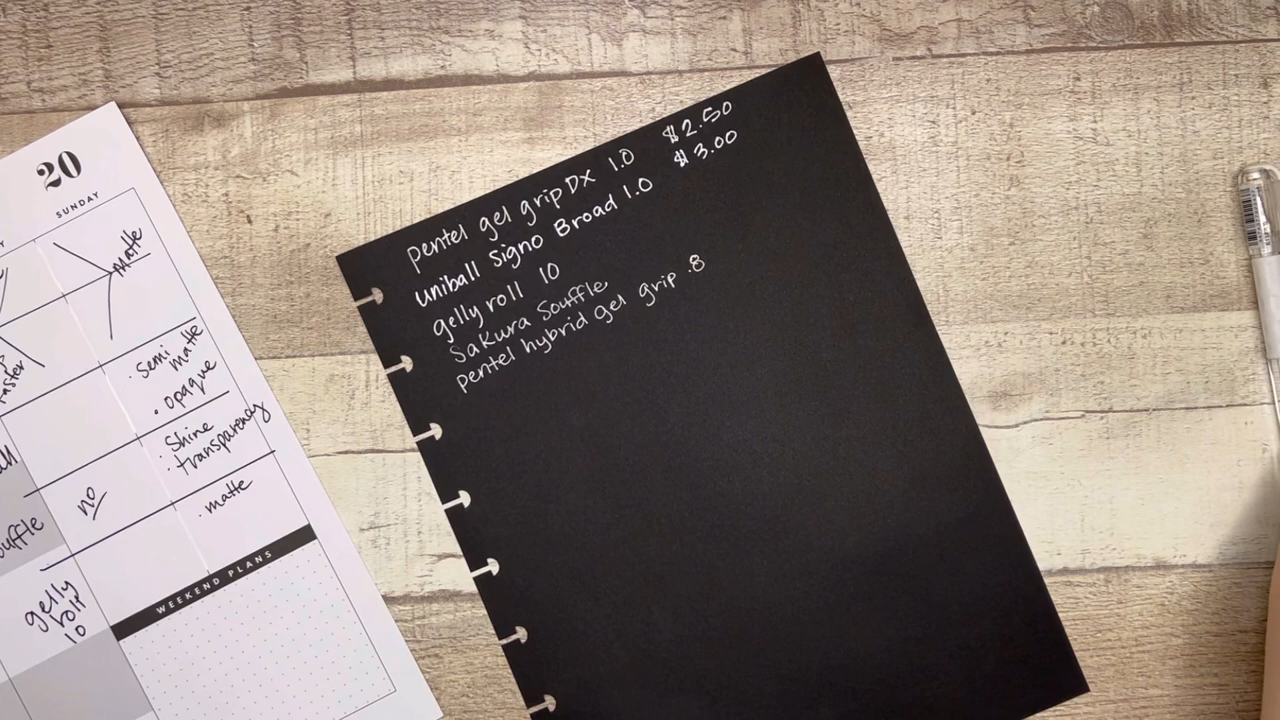 20
SUNDAY
matte
. semi matte
. opaque
. Shine
. transparency
no
. matte
gelly
10
WEEKEND PLANS
pentel gel grip DX 1.0 $2.50
uniball Signo Broad 1.0 $3.00
gelly roll 10
Sakura Souffle
pentel hybrid gel grip .8